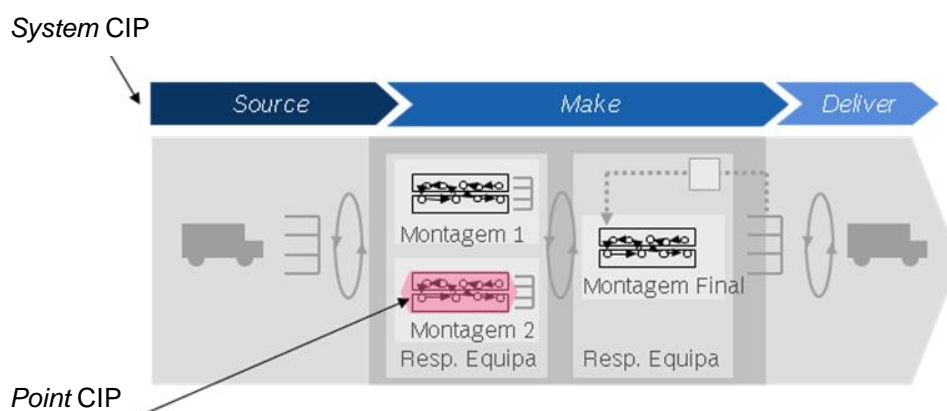 System CIP
Source Make Deliver
Montagem 1
Montagem Final
Montagem 2
Resp. Equipa Resp. Equipa
Point CIP